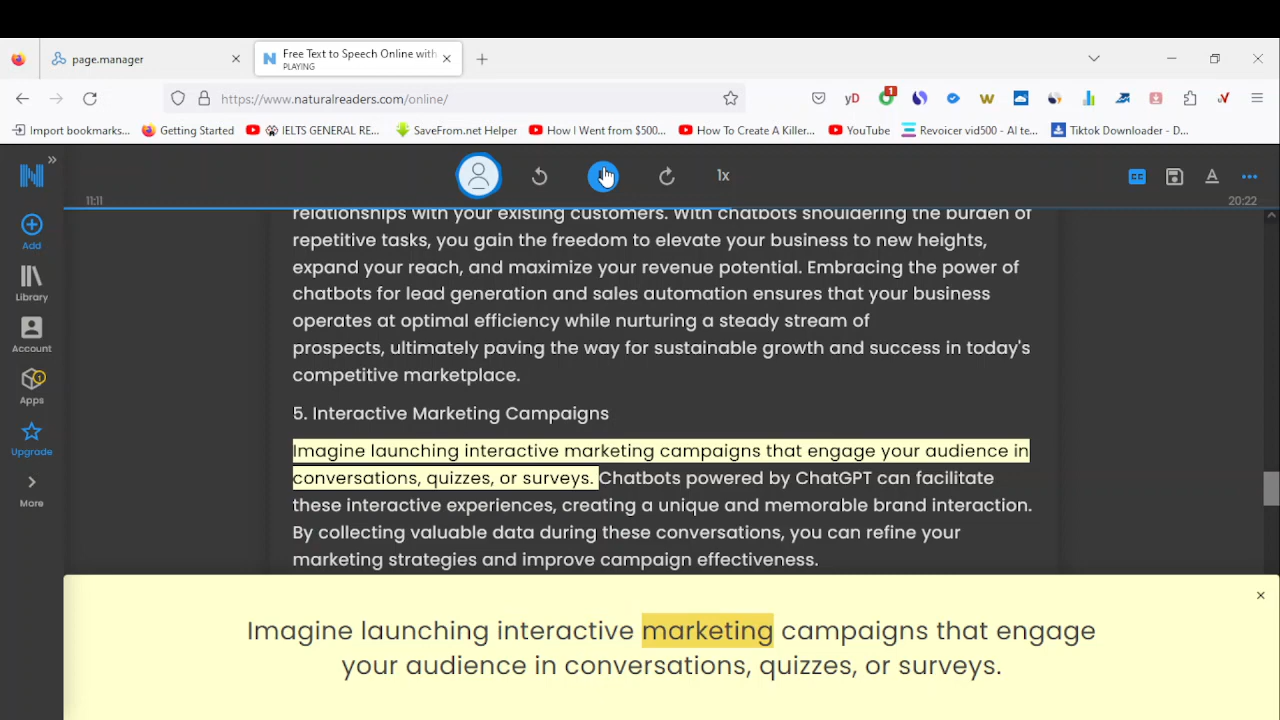 page.manager
Free Text to Speech Online with
PLAYING
https://www.naturalreaders.com/online/
yD
1
w
Import bookmarks...
Getting Started
IELTS GENERAL RE...
SaveFrom.net Helper
How I Went from $500...
How To Create A Killer...
YouTube
Revoicer vid500 - AI te...
Tiktok Downloader - D...
1x
CC
A
11:11
20:22
Add
Library
Account
1
Apps
Upgrade
More
relationships with your existing customers. With chatbots shouldering the burden of
repetitive tasks, you gain the freedom to elevate your business to new heights,
expand your reach, and maximize your revenue potential. Embracing the power of
chatbots for lead generation and sales automation ensures that your business
operates at optimal efficiency while nurturing a steady stream of
prospects, ultimately paving the way for sustainable growth and success in today's
competitive marketplace.
5. Interactive Marketing Campaigns
Imagine launching interactive marketing campaigns that engage your audience in
conversations, quizzes, or surveys. Chatbots powered by ChatGPT can facilitate
these interactive experiences, creating a unique and memorable brand interaction.
By collecting valuable data during these conversations, you can refine your
marketing strategies and improve campaign effectiveness.
Imagine launching interactive marketing campaigns that engage
your audience in conversations, quizzes, or surveys.